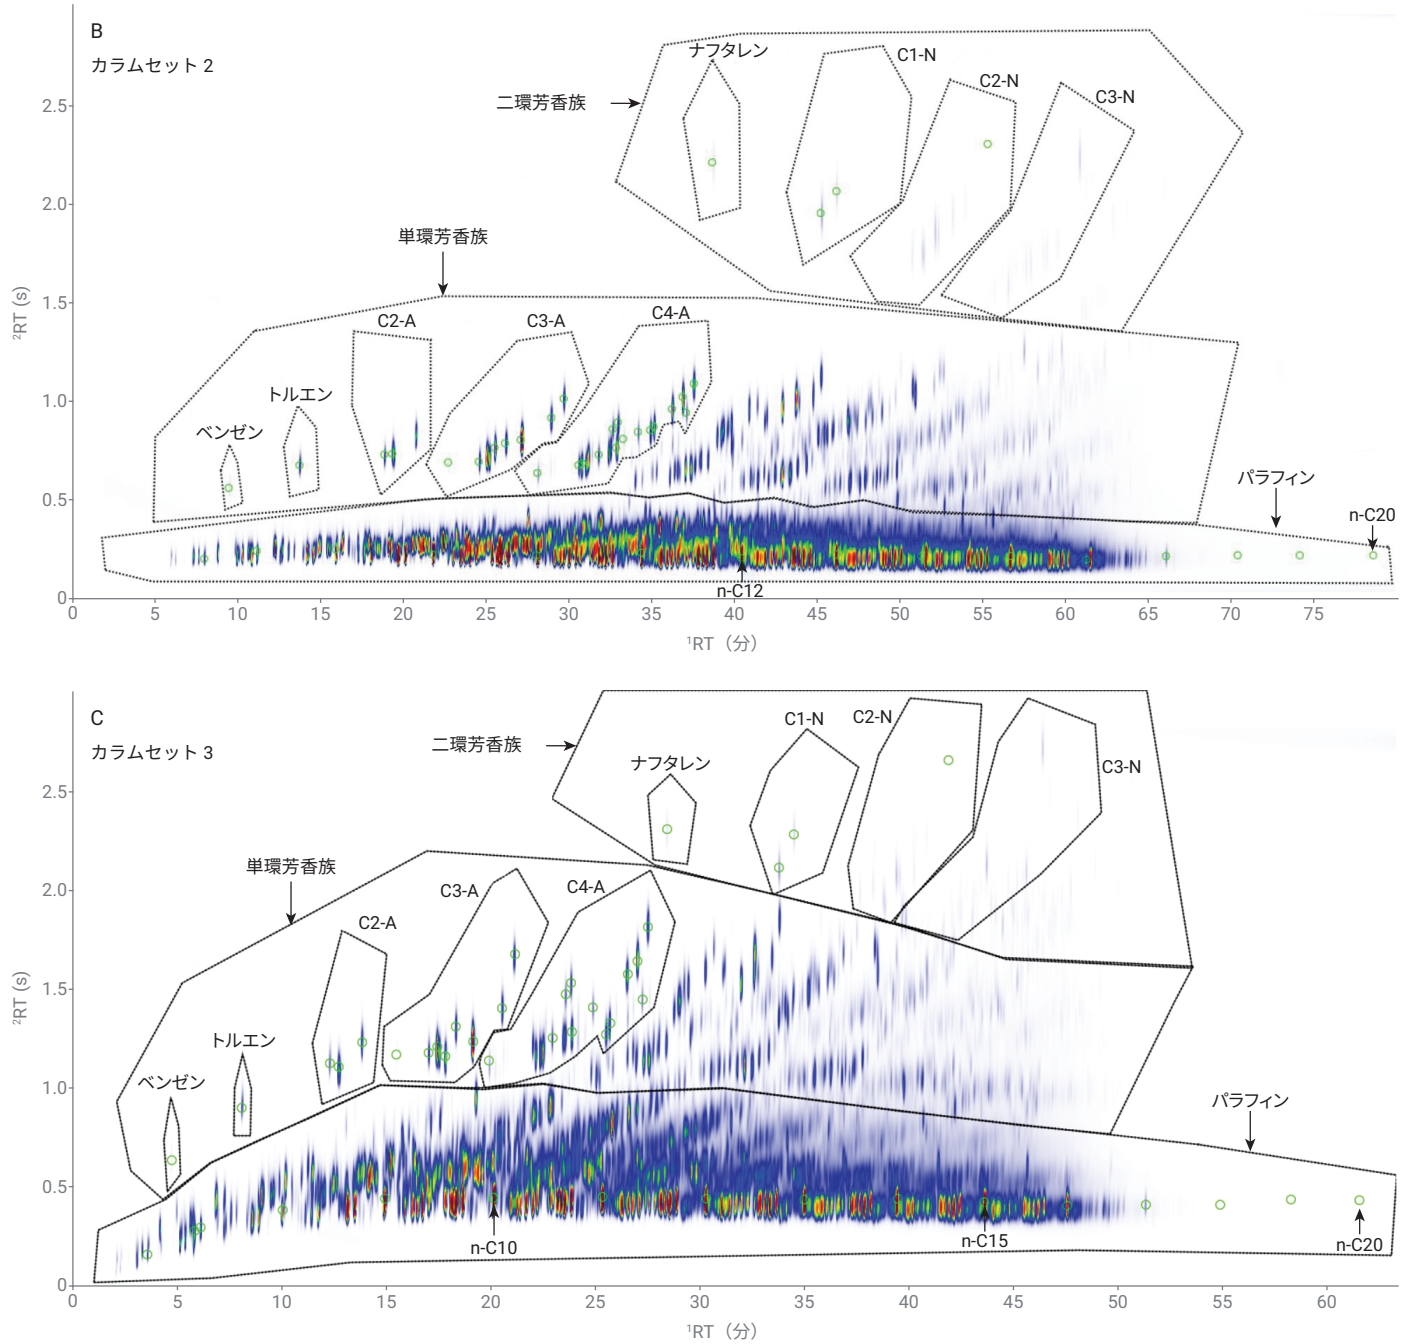 B
カラムセット 2
ナフタレン
C1-N
C2-N
C3-N
二環芳香族
2.5
2.0
単環芳香族
1.5
²RT (s)
C2-A
C3-A
C4-A
トルエン
ベンゼン
1.0
0.5
パラフィン
n-C20
n-C12
0
0 5 10 15 20 25 30 35 40 45 50 55 60 65 70 75
¹RT（分）
C
カラムセット 3
二環芳香族
ナフタレン
C1-N
C2-N
C3-N
2.5
2.0
単環芳香族
C3-A
C4-A
C2-A
1.5
²RT (s)
トルエン
ベンゼン
1.0
パラフィン
0.5
n-C10
n-C15
n-C20
0
0 5 10 15 20 25 30 35 40 45 50 55 60
¹RT（分）